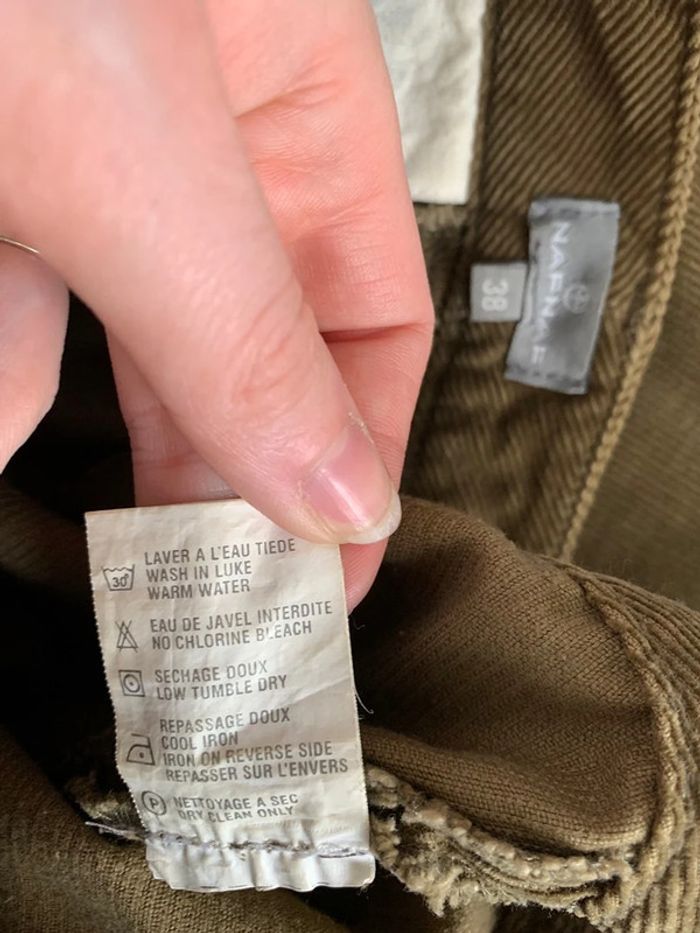 NAFNAF
38
30°
LAVER A L'EAU TIEDE
WASH IN LUKE
WARM WATER
EAU DE JAVEL INTERDITE
NO CHLORINE BLEACH
SECHAGE DOUX
LOW TUMBLE DRY
REPASSAGE DOUX
COOL IRON
IRON ON REVERSE SIDE
REPASSER SUR L'ENVERS
P
NETTOYAGE A SEC
DRY CLEAN ONLY